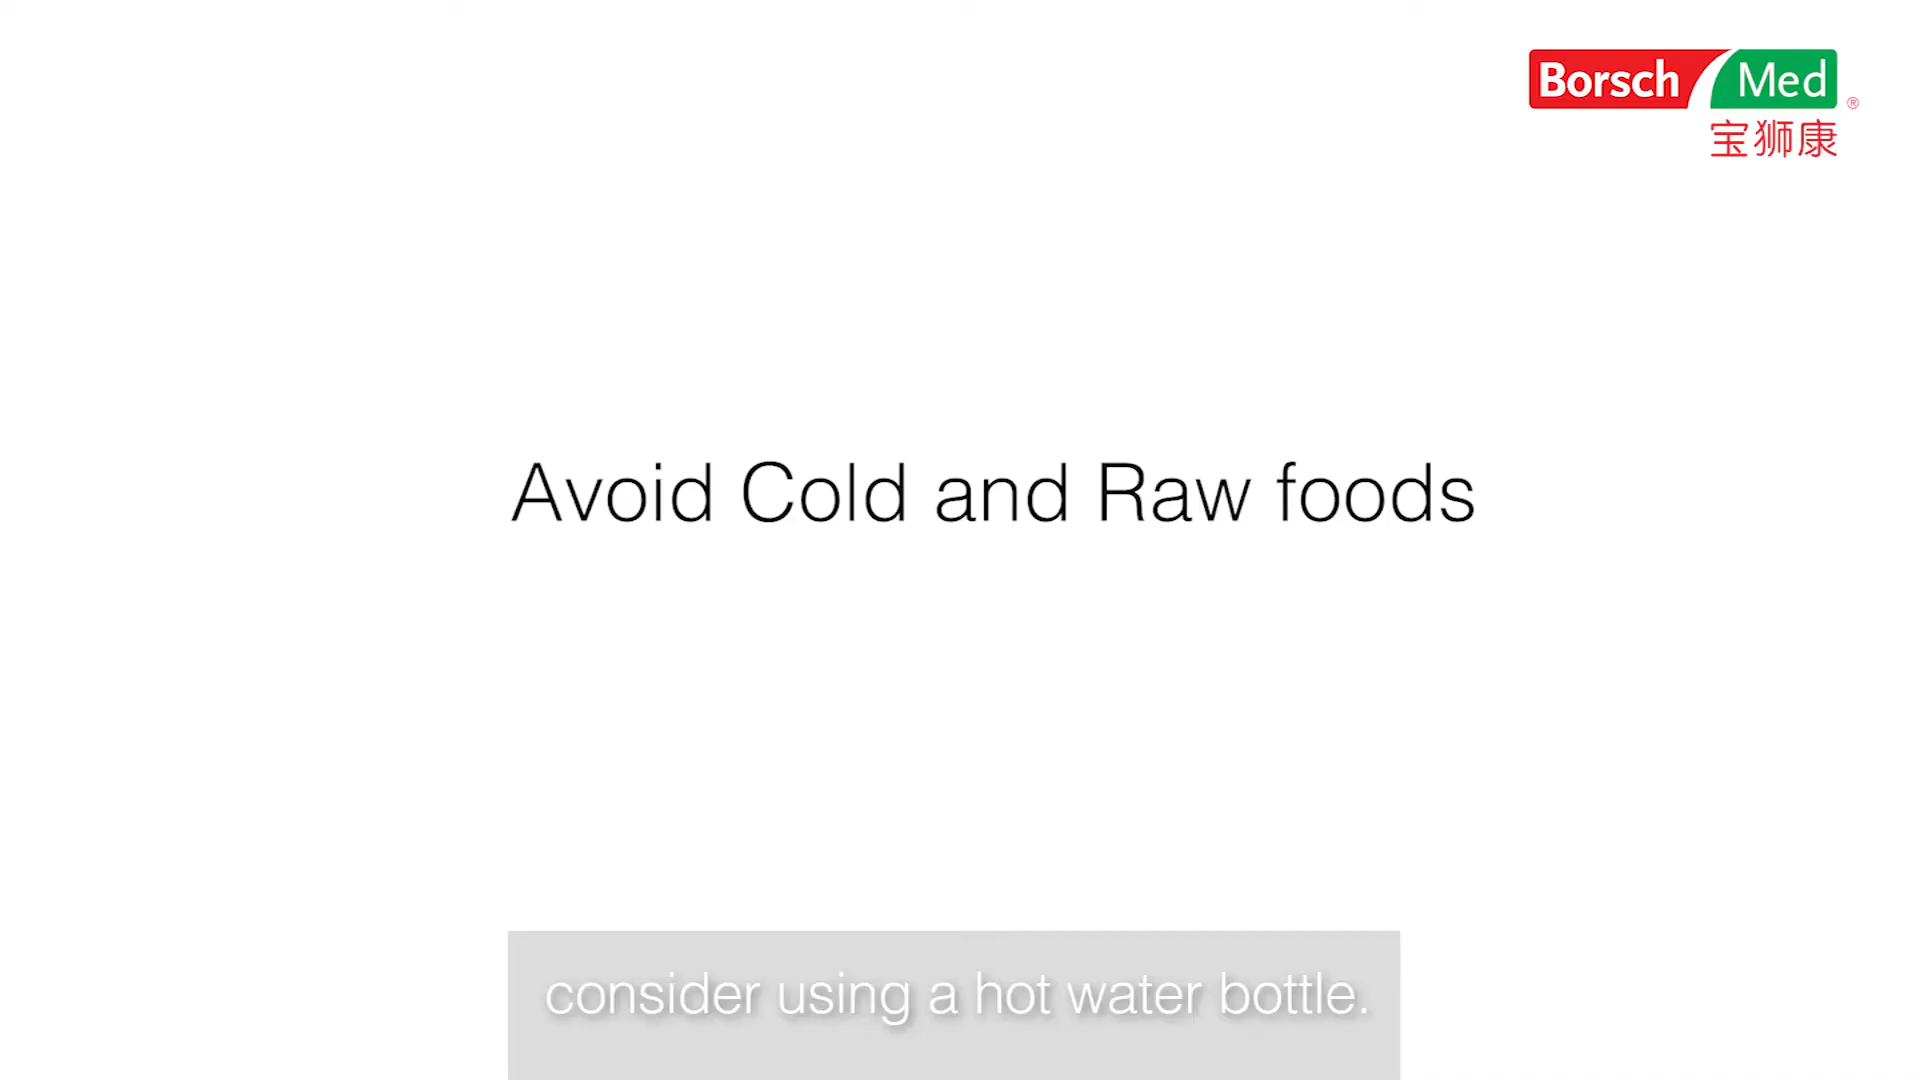 Borsch Med ®
宝狮康
Avoid Cold and Raw foods
consider using a hot water bottle.